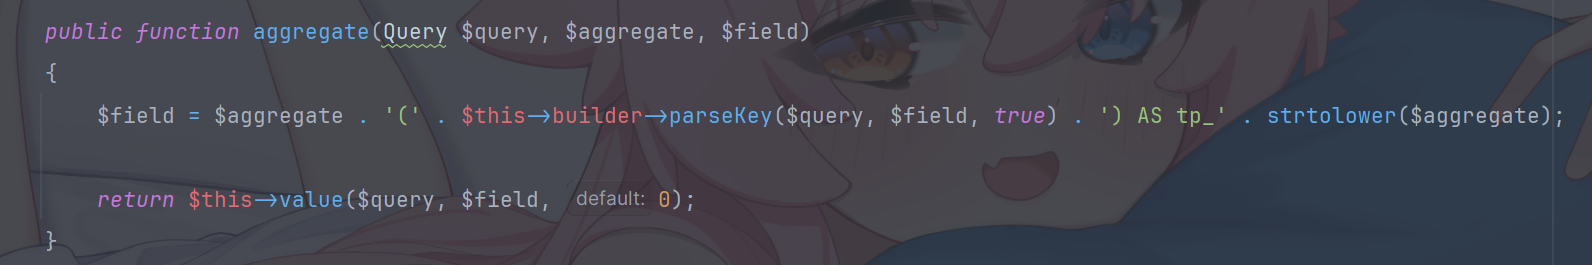 public function aggregate(Query $query, $aggregate, $field)
{
    $field = $aggregate . '(' . $this->builder->parseKey($query, $field, true) . ') AS tp_' . strtolower($aggregate);
    return $this->value($query, $field, default: 0);
}